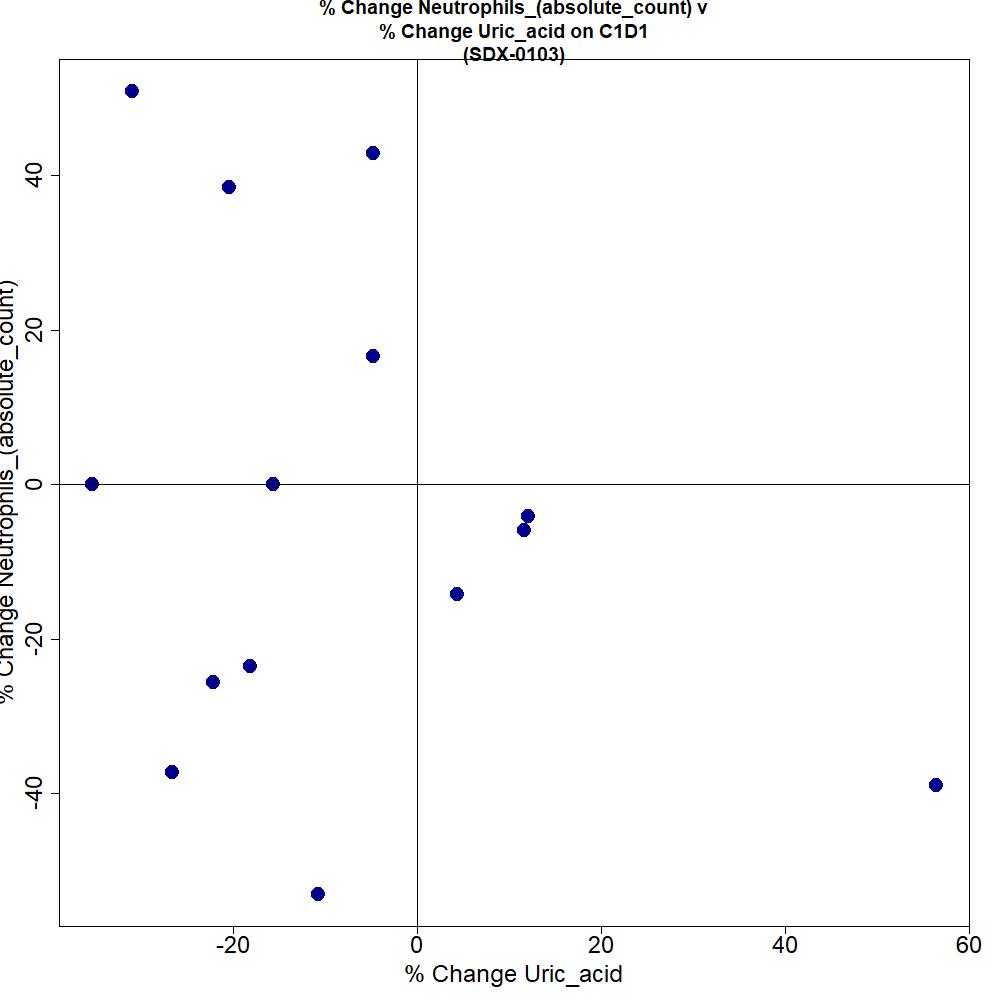 % Change Neutrophils_(absolute_count) v
% Change Uric_acid on C1D1
(SDX-0103)
% Change Neutrophils_(absolute_count)
40
20
0
-20
-40
-20
0
20
40
60
% Change Uric_acid